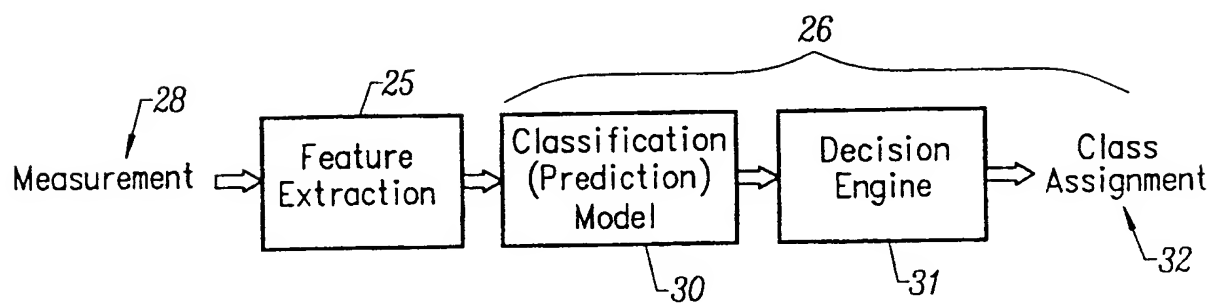 26
28
25
Measurement
Feature
Extraction
Classification
(Prediction)
Model
Decision
Engine
Class
Assignment
30
31
32